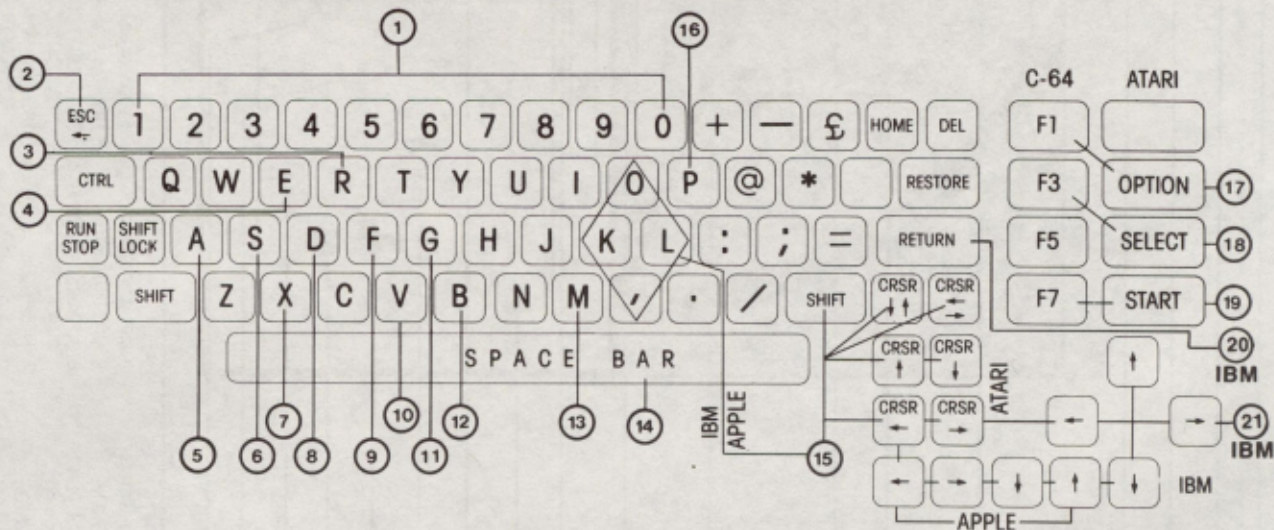 1 16
2 C-64 ATARI
ESC ← 1 2 3 4 5 6 7 8 9 0 + — £ HOME DEL F1
3
CTRL Q W E R T Y U I O P @ * RESTORE F3 OPTION 17
4
RUN STOP SHIFT LOCK A S D F G H J K L : ; = RETURN F5 SELECT 18
SHIFT Z X C V B N M , . / SHIFT CRSR ↓ ↑ CRSR ← → F7 START 19
SPACE BAR CRSR ↑ CRSR ↓ ATARI ↑ 20 IBM
7 10 12 13 14 IBM APPLE CRSR ← CRSR → ← → 21 IBM
5 6 8 9 11 15 ← → ↓ ↑ ↓ IBM
APPLE